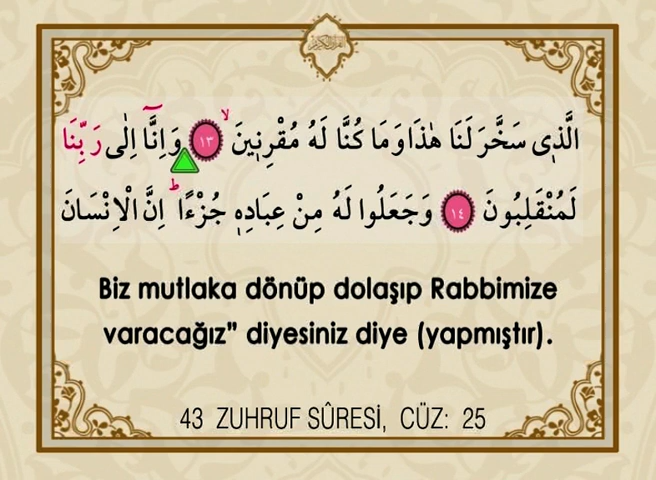 الَّذ۪ى سَخَّرَ لَنَا هٰذَا وَمَا كُنَّا لَهُ مُقْرِن۪ينَ ۙ ١٣ وَاِنَّٓا اِلٰى رَبِّنَا
لَمُنْقَلِبُونَ ١٤ وَجَعَلُوا لَهُ مِنْ عِبَادِه۪ جُزْءًا ۜ اِنَّ الْاِنْسَانَ
Biz mutlaka dönüp dolaşıp Rabbimize
varacağız” diyesiniz diye (yapmıştır).
43 ZUHRUF SÛRESİ, CÜZ: 25